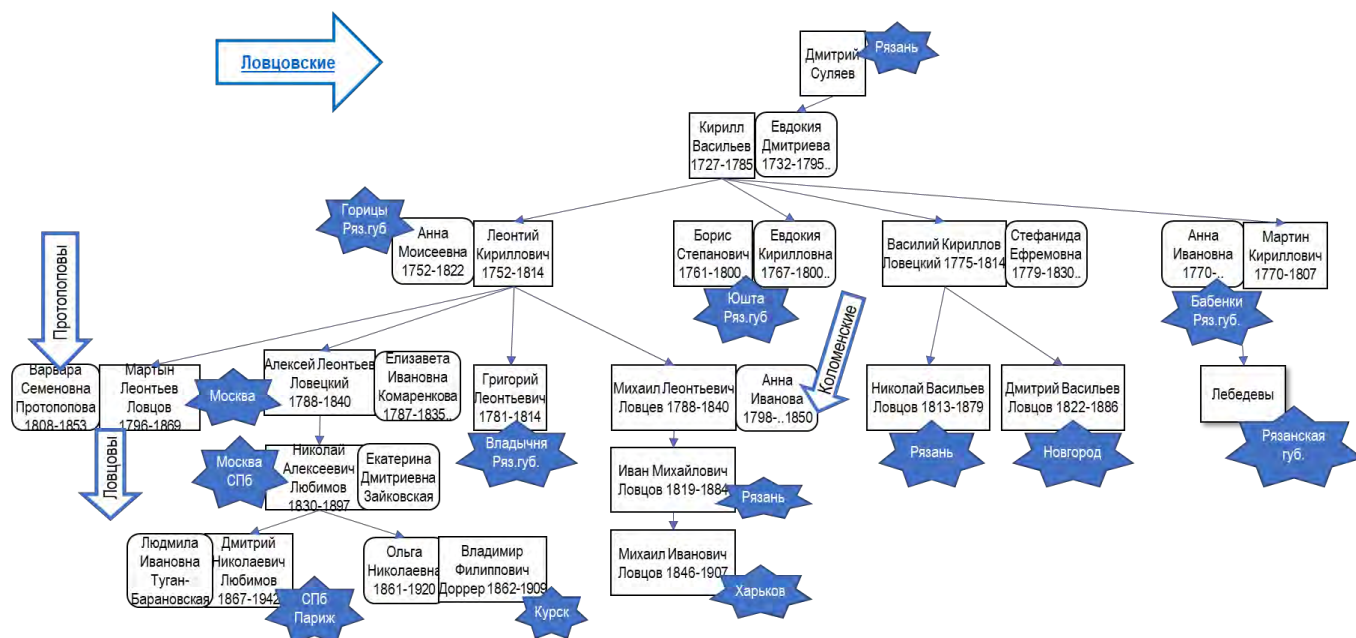 Ловцовские
Дмитрий
Суляев
Рязань
Кирилл
Васильев
1727-1785
Евдокия
Дмитриева
1732-1795..
Горицы
Ряз.губ
Анна
Моисеевна
1752-1822
Леонтий
Кириллович
1752-1814
Борис
Степанович
1761-1800
Евдокия
Кирилловна
1767-1800..
Юшта
Ряз.губ
Василий Кириллов
Ловецкий 1775-1814
Стефанида
Ефремовна
1779-1830..
Анна
Ивановна
1770-..
Мартин
Кириллович
1770-1807
Бабенки
Ряз.губ.
Протопоповы
Коломенские
Варвара
Семеновна
Протопопова
1808-1853
Мартын
Леонтьев
Ловцов
1796-1869
Москва
Алексей Леонтьев
Ловецкий
1788-1840
Елизавета
Ивановна
Комаренкова
1787-1835..
Григорий
Леонтьевич
1781-1814
Владычня
Ряз.губ.
Михаил Леонтьевич
Ловцев 1788-1840
Анна
Иванова
1798-..1850
Николай Васильев
Ловцов 1813-1879
Рязань
Дмитрий Васильев
Ловцов 1822-1886
Новгород
Лебедевы
Рязанская
губ.
Ловцовы
Москва
СПб
Николай
Алексеевич
Любимов
1830-1897
Екатерина
Дмитриевна
Зайковская
Иван Михайлович
Ловцов 1819-1884
Рязань
Людмила
Ивановна
Туган-
Барановская
Дмитрий
Николаевич
Любимов
1867-1942
СПб
Париж
Ольга
Николаевна
1861-1920
Владимир
Филиппович
Доррер 1862-1909
Курск
Михаил Иванович
Ловцов 1846-1907
Харьков